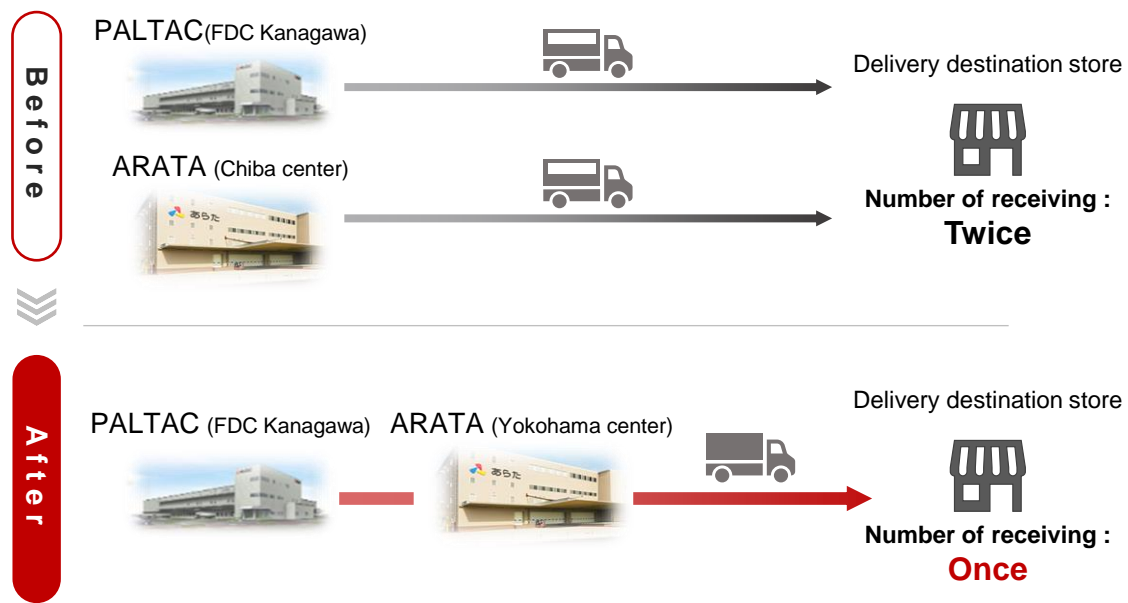 Before
PALTAC(FDC Kanagawa)
Delivery destination store
ARATA (Chiba center)
あらた
Number of receiving :
Twice
After
PALTAC (FDC Kanagawa)
ARATA (Yokohama center)
Delivery destination store
あらた
Number of receiving :
Once